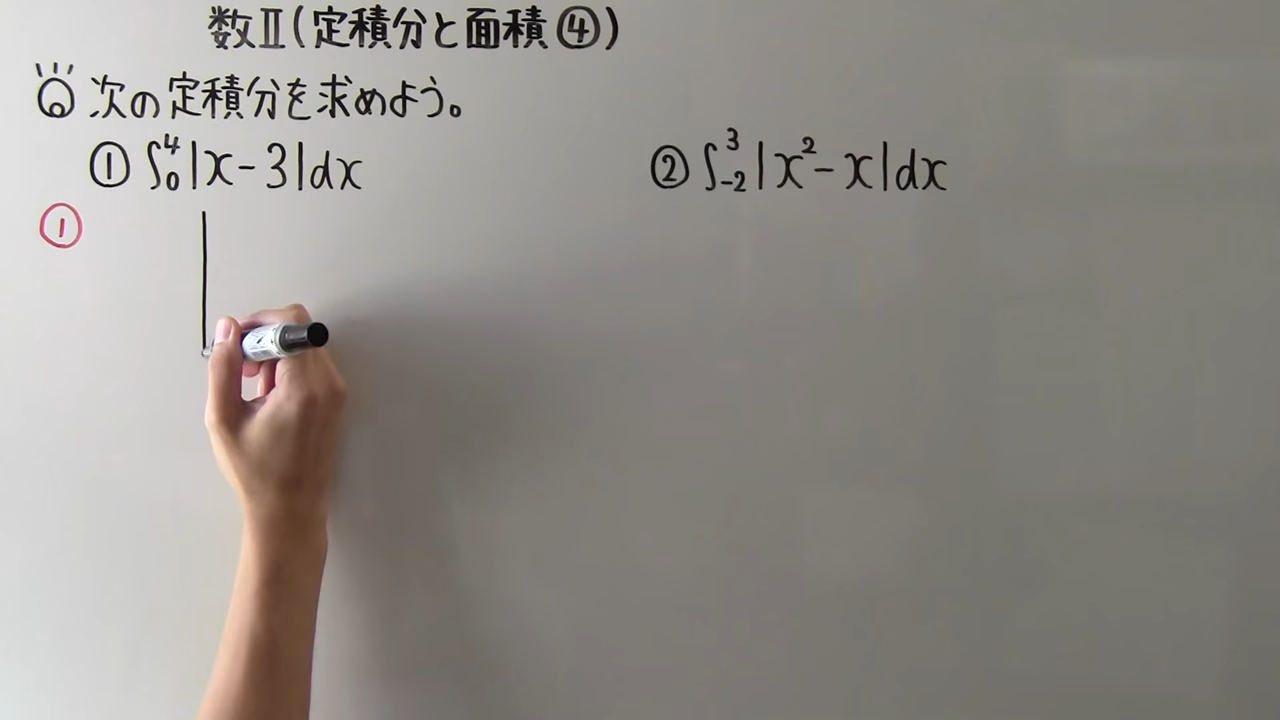 数Ⅱ(定積分と面積④)
次の定積分を求めよう。
① ∫₀⁴|x-3|dx
② ∫₋₂³|x²-x|dx
①